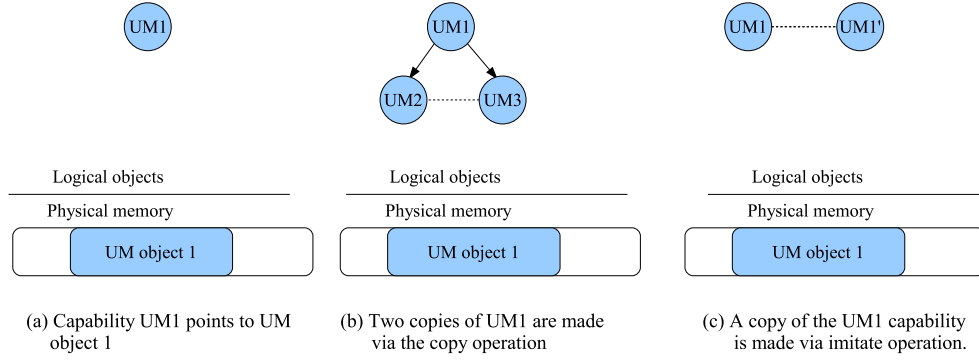 UM1
UM1
UM1 UM1'
UM2 UM3
Logical objects
Physical memory
UM object 1
(a) Capability UM1 points to UM
object 1
Logical objects
Physical memory
UM object 1
(b) Two copies of UM1 are made
via the copy operation
Logical objects
Physical memory
UM object 1
(c) A copy of the UM1 capability
is made via imitate operation.